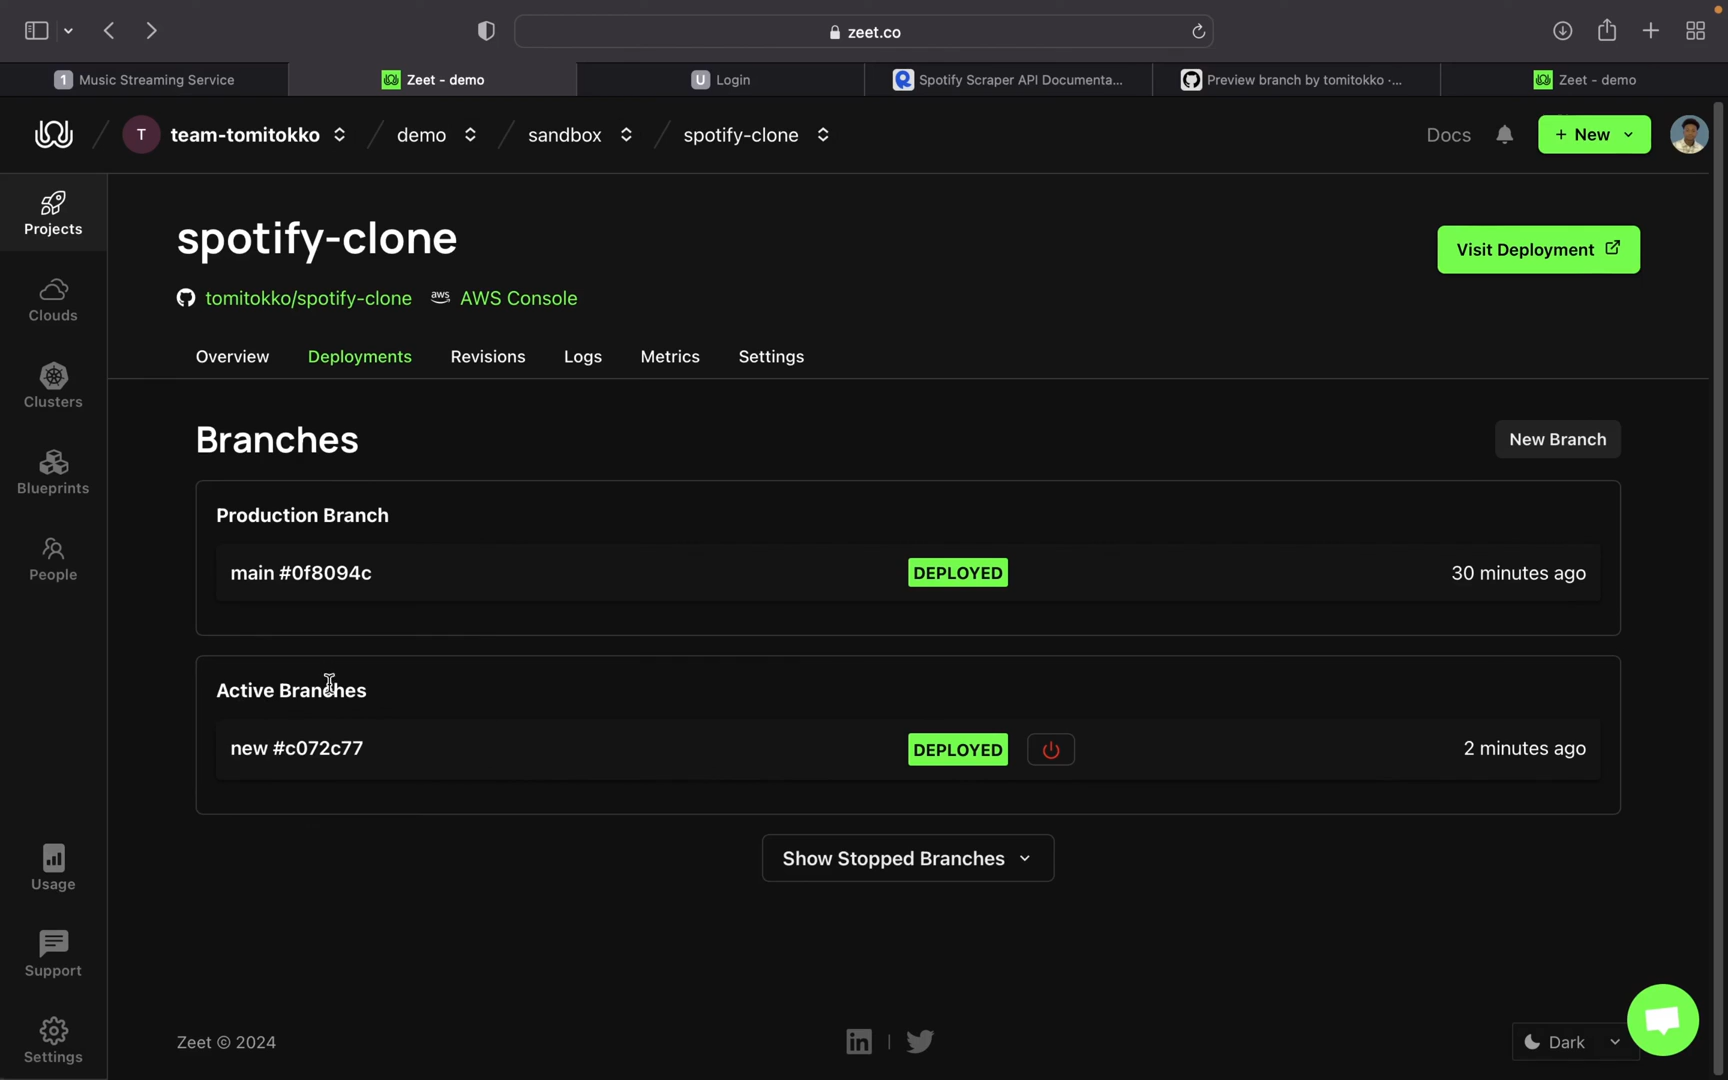 zeet.co
1 Music Streaming Service
Zeet - demo
U Login
Spotify Scraper API Documenta...
Preview branch by tomitokko ·...
Zeet - demo
T team-tomitokko / demo / sandbox / spotify-clone
Docs
+ New
Projects
Clouds
Clusters
Blueprints
People
Usage
Support
Settings
spotify-clone
Visit Deployment
tomitokko/spotify-clone aws AWS Console
Overview Deployments Revisions Logs Metrics Settings
Branches
New Branch
Production Branch
main #0f8094c DEPLOYED 30 minutes ago
Active Branches
new #c072c77 DEPLOYED 2 minutes ago
Show Stopped Branches
Zeet © 2024
|
Dark